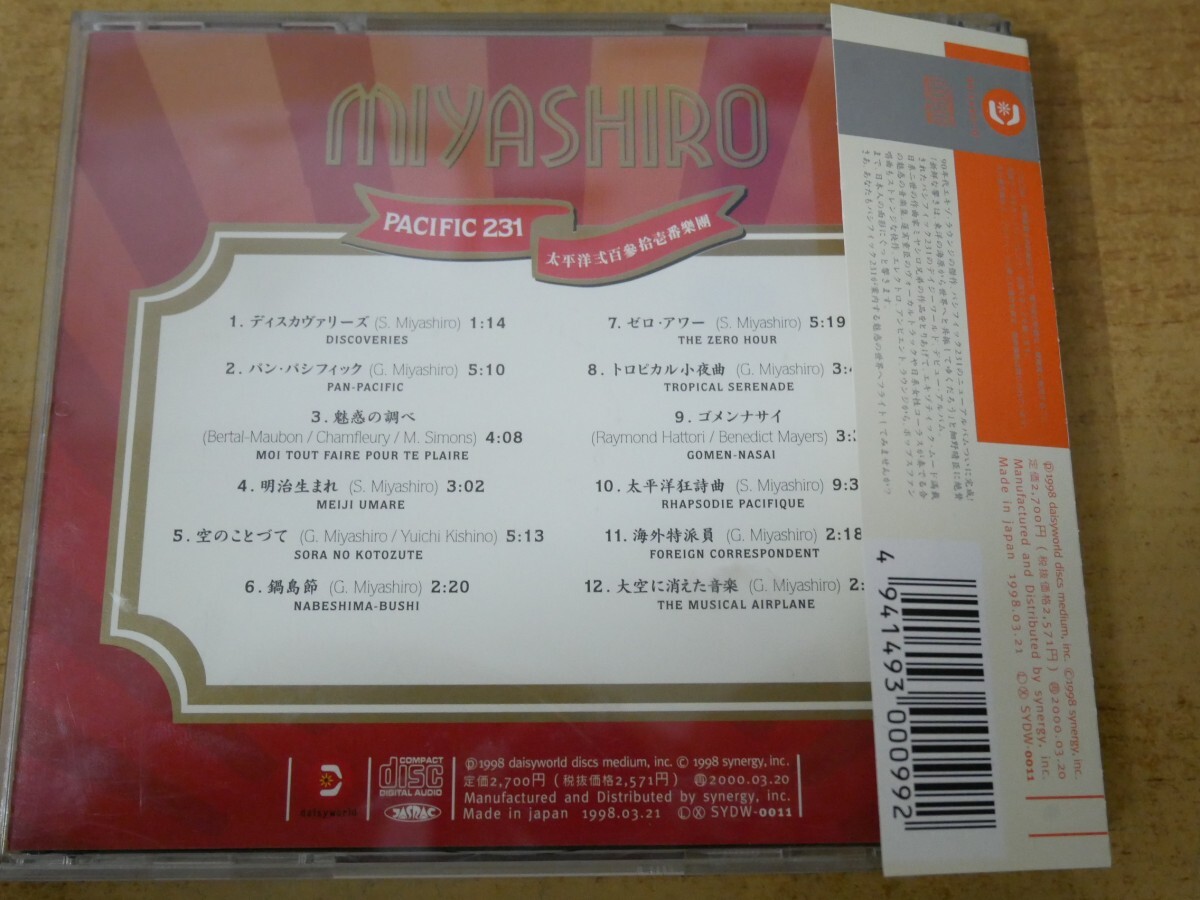 MIYASHIRO
PACIFIC 231
太平洋弐百参拾壱番樂團
1. ディスカヴァリーズ (S. Miyashiro) 1:14
DISCOVERIES
2. パン・パシフィック (G. Miyashiro) 5:10
PAN-PACIFIC
3. 魅惑の調べ
(Bertal-Maubon / Chamfleury / M. Simons) 4:08
MOI TOUT FAIRE POUR TE PLAIRE
4. 明治生まれ (S. Miyashiro) 3:02
MEIJI UMARE
5. 空のことづて (G. Miyashiro / Yuichi Kishino) 5:13
SORA NO KOTOZUTE
6. 鍋島節 (G. Miyashiro) 2:20
NABESHIMA-BUSHI
7. ゼロ・アワー (S. Miyashiro) 5:19
THE ZERO HOUR
8. トロピカル小夜曲 (G. Miyashiro)
TROPICAL SERENADE
9. ゴメンナサイ
(Raymond Hattori / Benedict Mayers)
GOMEN-NASAI
10. 太平洋狂詩曲 (S. Miyashiro)
RHAPSODIE PACIFIQUE
11. 海外特派員 (G. Miyashiro) 2:18
FOREIGN CORRESPONDENT
12. 大空に消えた音楽 (G. Miyashiro)
THE MUSICAL AIRPLANE
daisyworld
COMPACT
disc
DIGITAL AUDIO
JASRAC
Ⓟ1998 daisyworld discs medium, inc. © 1998 synergy, inc.
定価2,700円 (税抜価格2,571円) 再2000.03.20
Manufactured and Distributed by synergy, inc.
Made in japan 1998.03.21 Ⓛ Ⓧ SYDW-0011
Ⓟ1998 daisyworld discs medium, inc. ©1998 synergy, inc.
定価2,700円 (税抜価格2,571円) 再2000.03.20
Manufactured and Distributed by synergy, inc.
Made in japan 1998.03.21 Ⓛ Ⓧ SYDW-0011
4 941493 000992